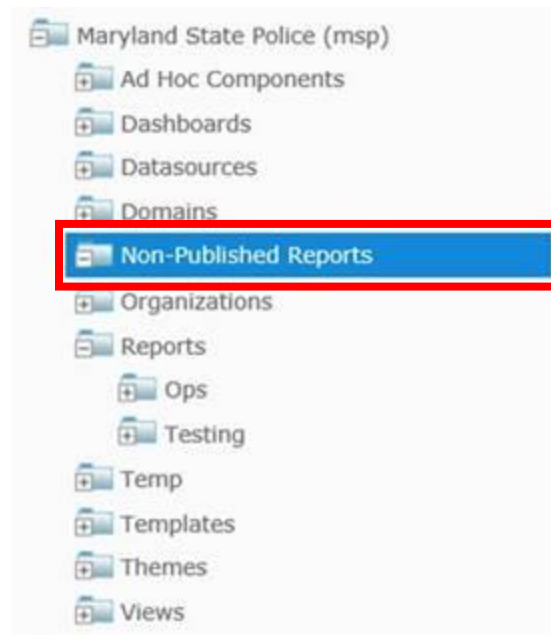 Maryland State Police (msp)
Ad Hoc Components
Dashboards
Datasources
Domains
Non-Published Reports
Organizations
Reports
Ops
Testing
Temp
Templates
Themes
Views